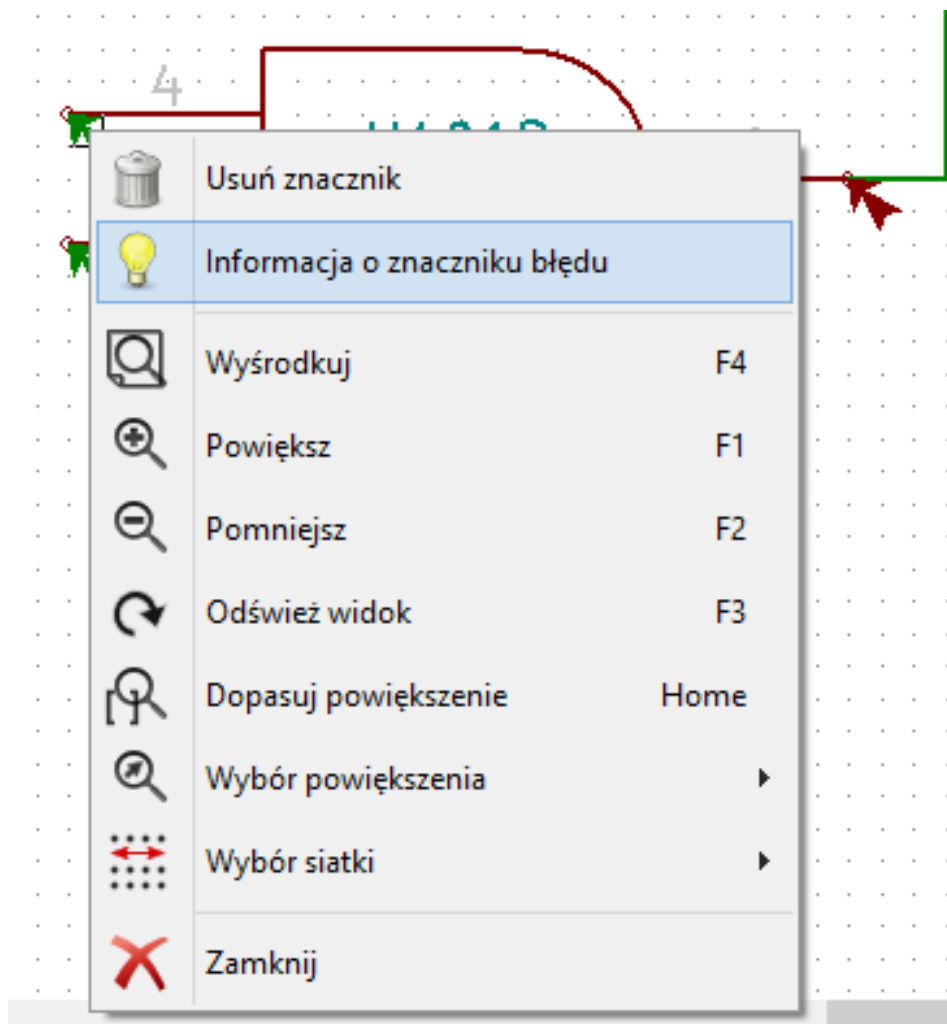 4
Usuń znacznik
Informacja o znaczniku błędu
Wyśrodkuj F4
Powiększ F1
Pomniejsz F2
Odśwież widok F3
Dopasuj powiększenie Home
Wybór powiększenia
Wybór siatki
Zamknij